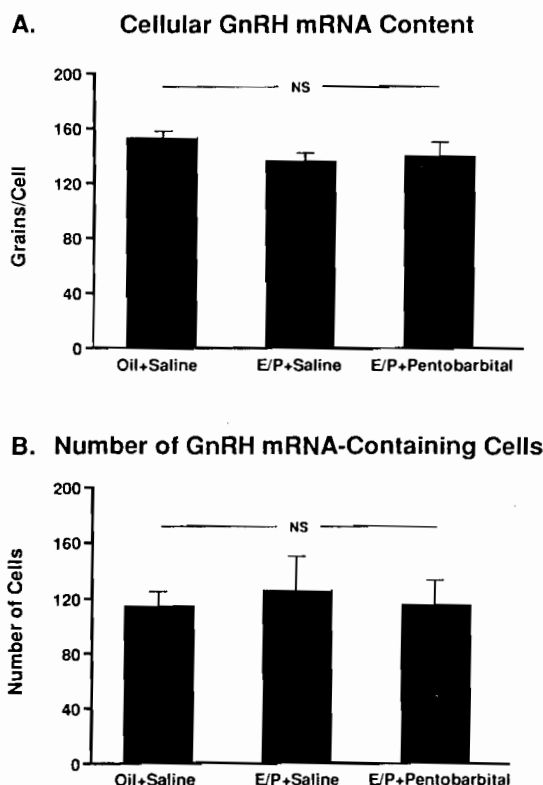 A. Cellular GnRH mRNA Content
200
NS
160
120
80
40
0
Grains/Cell
Oil+Saline E/P+Saline E/P+Pentobarbital
B. Number of GnRH mRNA-Containing Cells
200
NS
160
120
80
40
0
Number of Cells
Oil+Saline E/P+Saline E/P+Pentobarbital